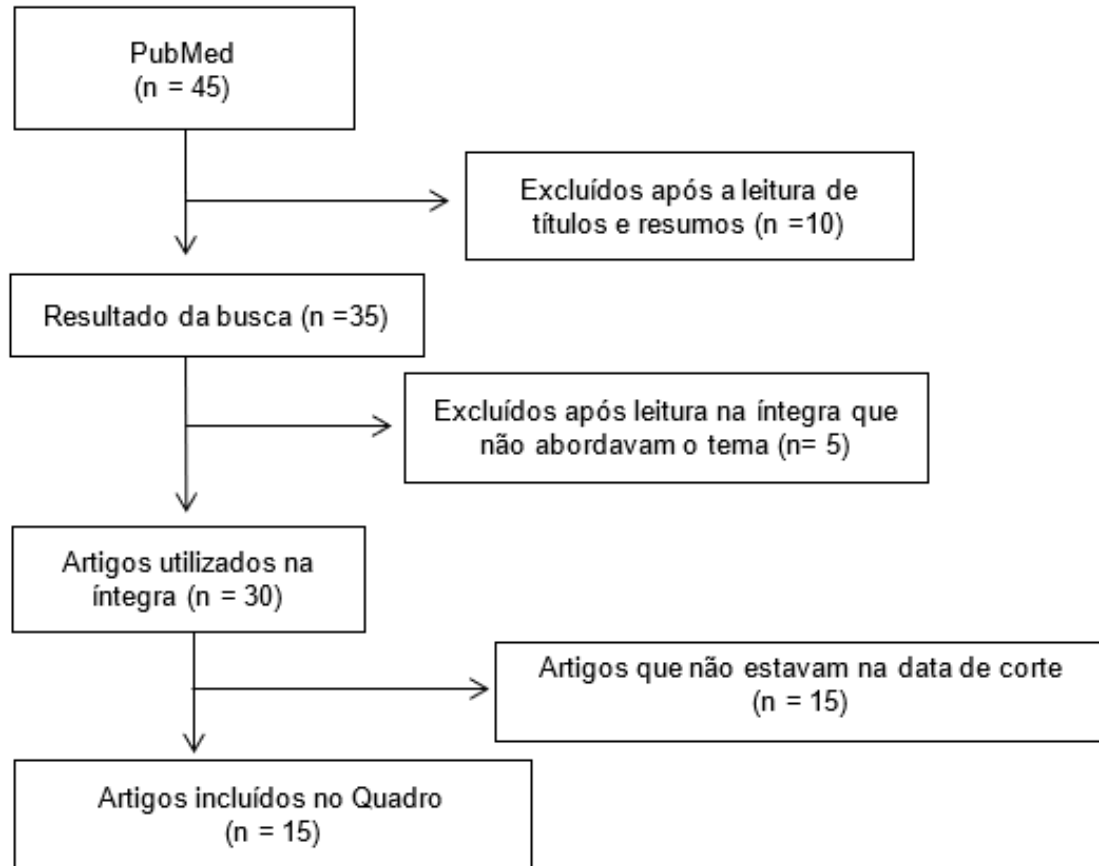 PubMed
(n = 45)
Excluídos após a leitura de
títulos e resumos (n =10)
Resultado da busca (n =35)
Excluídos após leitura na íntegra que
não abordavam o tema (n= 5)
Artigos utilizados na
íntegra (n = 30)
Artigos que não estavam na data de corte
(n = 15)
Artigos incluídos no Quadro
(n = 15)